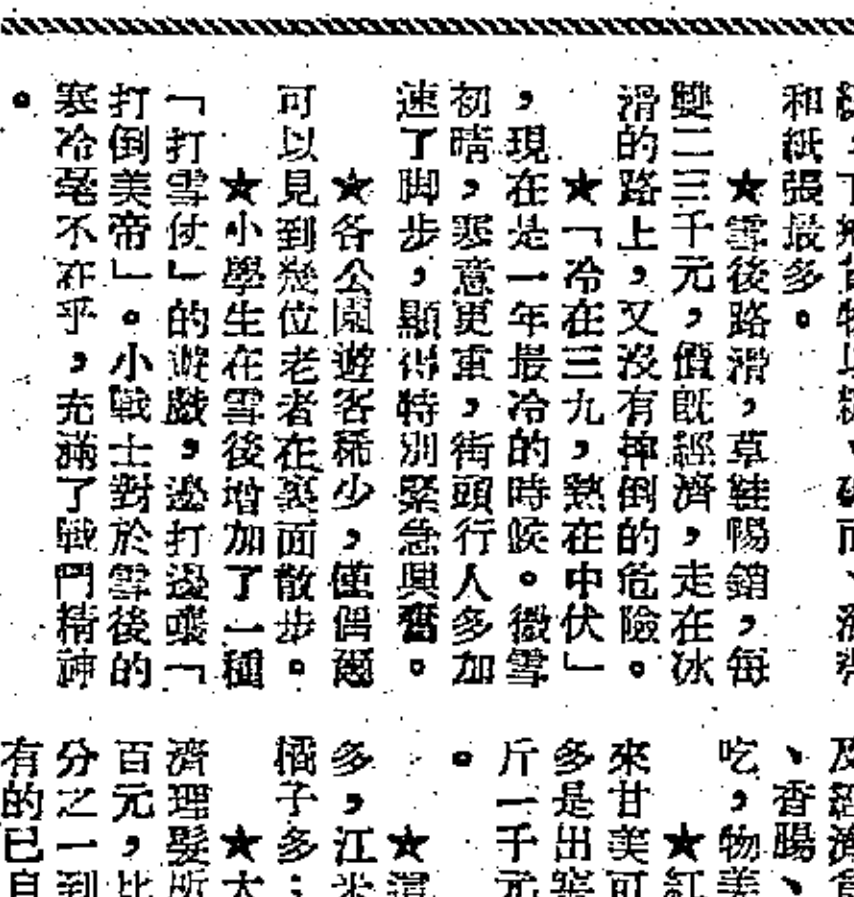 和紙張最多。
★雪後路滑，草鞋暢銷，每
雙二三千元，價既經濟，走在冰
滑的路上，又沒有摔倒的危險。
★「冷在三九，熱在中伏」
，現在是一年最冷的時候。微雪
初晴，寒意更重，街頭行人多加
速了脚步，顯得特別緊急興奮。
★各公園遊客稀少，僅偶爾
可以見到幾位老者在裏面散步。
★小學生在雪後增加了一種
「打雪仗」的遊戲，邊打邊嚷「
打倒美帝」。小戰士對於雪後的
寒冷毫不在乎，充滿了戰鬥精神
。
、香腸、
吃，物美
★紅
來甘美可
多是出
斤一千元
。
★
多，江米
橘子多；
★大
濟理髮所
百元，比
分之一到
有的已自